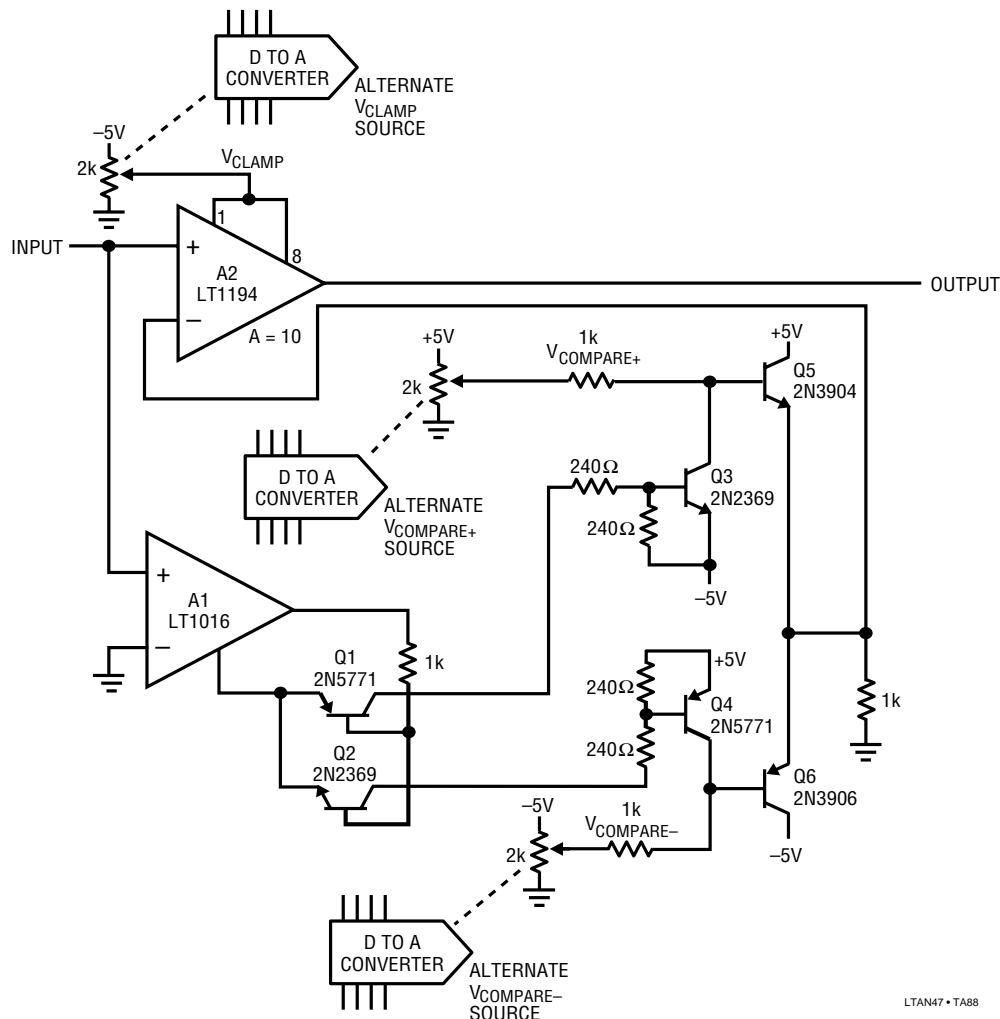 D TO A
CONVERTER
ALTERNATE
VCLAMP
SOURCE
–5V
2k
VCLAMP
1
8
INPUT
+
A2
LT1194
–
A = 10
OUTPUT
+5V
2k
1k
VCOMPARE+
+5V
Q5
2N3904
D TO A
CONVERTER
ALTERNATE
VCOMPARE+
SOURCE
240Ω
Q3
2N2369
240Ω
–5V
+
A1
LT1016
–
1k
Q1
2N5771
Q2
2N2369
+5V
240Ω
Q4
2N5771
240Ω
1k
Q6
2N3906
–5V
–5V
2k
1k
VCOMPARE–
D TO A
CONVERTER
ALTERNATE
VCOMPARE–
SOURCE
LTAN47 • TA88